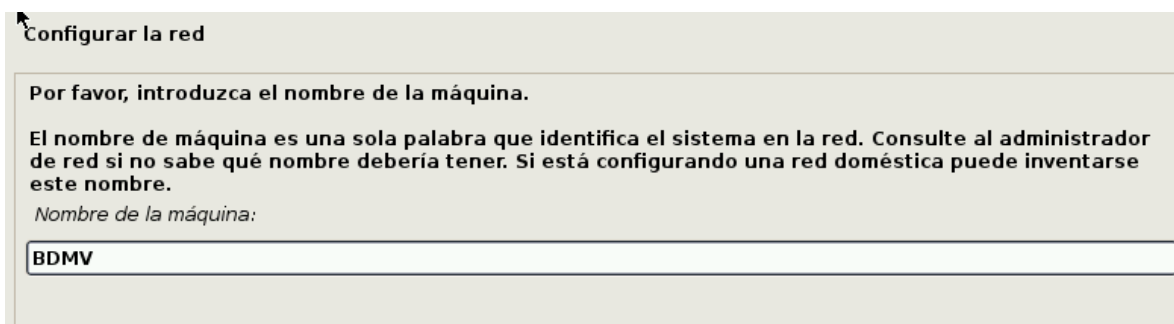 Configurar la red
Por favor, introduzca el nombre de la máquina.
El nombre de máquina es una sola palabra que identifica el sistema en la red. Consulte al administrador
de red si no sabe qué nombre debería tener. Si está configurando una red doméstica puede inventarse
este nombre.
Nombre de la máquina:
BDMV